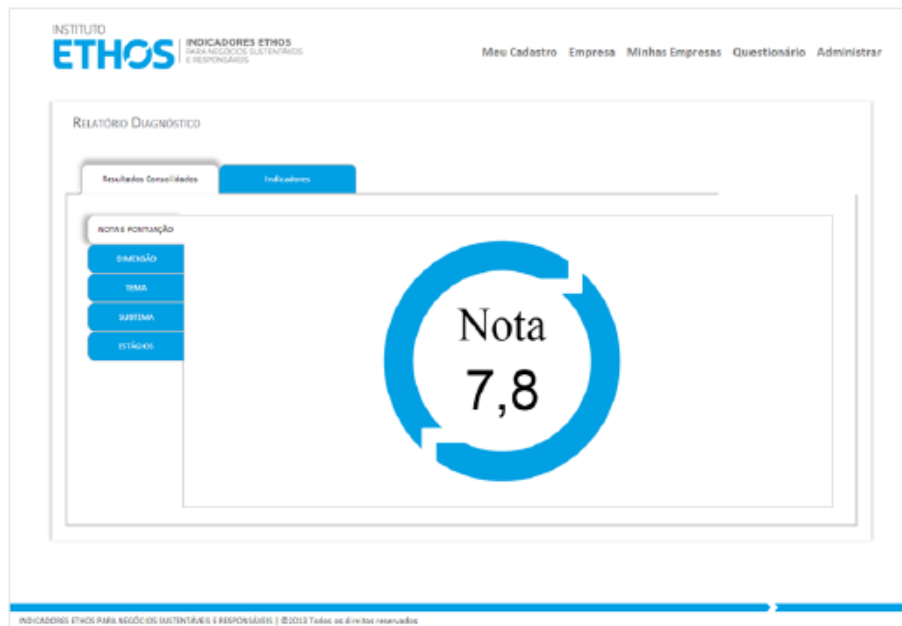 INSTITUTO
ETHOS
INDICADORES ETHOS
PARA NEGÓCIOS SUSTENTÁVEIS
E RESPONSÁVEIS
Meu Cadastro Empresa Minhas Empresas Questionário Administrar
RELATÓRIO DIAGNÓSTICO
Resultados Consolidados Indicadores
NOTA E PONTUAÇÃO
DIMENSÃO
TEMA
SUBTEMA
ESTÁGIOS
Nota
7,8
INDICADORES ETHOS PARA NEGÓCIOS SUSTENTÁVEIS E RESPONSÁVEIS | ©2013 Todos os direitos reservados